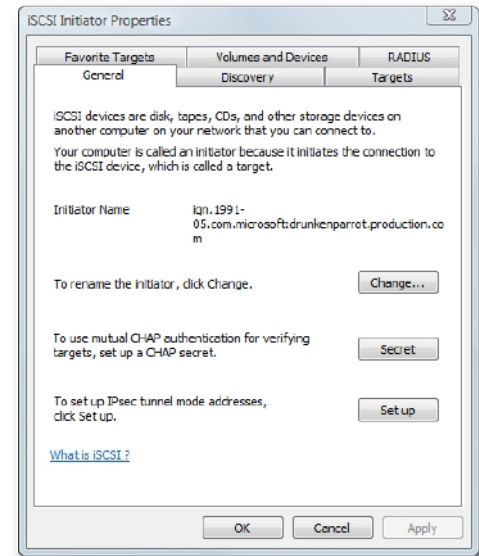 iSCSI Initiator Properties
Favorite Targets Volumes and Devices RADIUS
General Discovery Targets
iSCSI devices are disk, tapes, CDs, and other storage devices on
another computer on your network that you can connect to.
Your computer is called an initiator because it initiates the connection to
the iSCSI device, which is called a target.
Initiator Name iqn.1991-
05.com.microsoft:drunkenparrot.production.co
m
To rename the initiator, click Change. Change...
To use mutual CHAP authentication for verifying
targets, set up a CHAP secret. Secret
To set up IPsec tunnel mode addresses,
click Set up. Set up
What is iSCSI ?
OK Cancel Apply